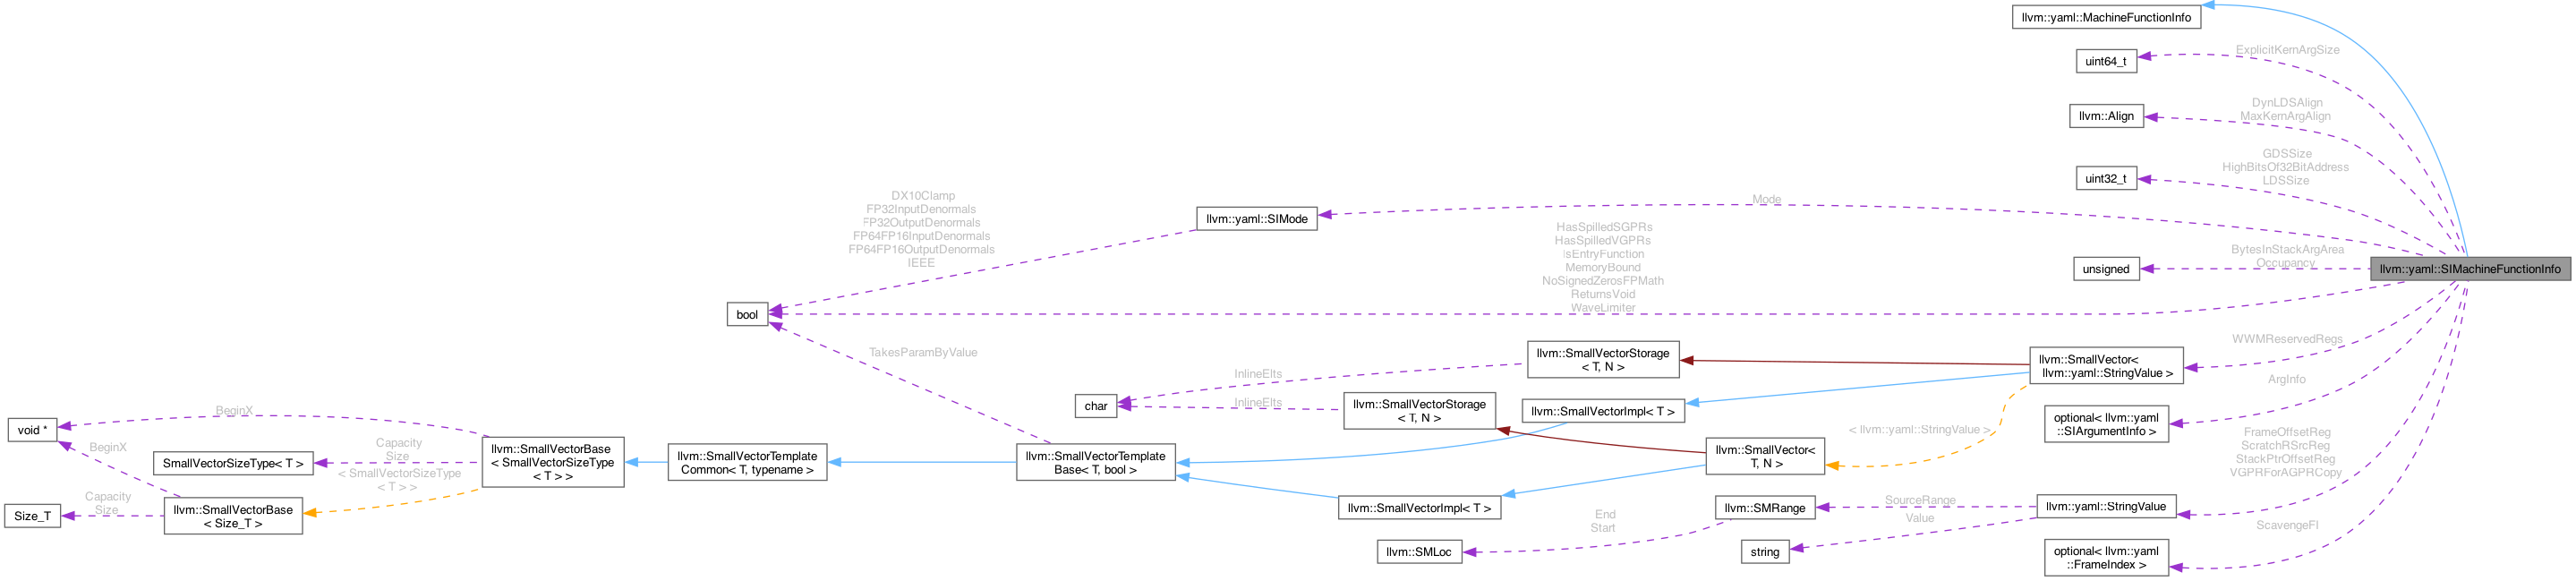 llvm::yaml::MachineFunctionInfo
ExplicitKernArgSize
uint64_t
DynLDSAlign
MaxKernArgAlign
llvm::Align
GDSSize
HighBitsOf32BitAddress
LDSSize
uint32_t
DX10Clamp
FP32InputDenormals
FP32OutputDenormals
FP64FP16InputDenormals
FP64FP16OutputDenormals
IEEE
llvm::yaml::SIMode
Mode
HasSpilledSGPRs
HasSpilledVGPRs
IsEntryFunction
MemoryBound
NoSignedZerosFPMath
ReturnsVoid
WaveLimiter
BytesInStackArgArea
Occupancy
unsigned
llvm::yaml::SIMachineFunctionInfo
bool
TakesParamByValue
llvm::SmallVectorStorage
< T, N >
llvm::SmallVector<
llvm::yaml::StringValue >
WWMReservedRegs
InlineElts
InlineElts
char
llvm::SmallVectorStorage
< T, N >
llvm::SmallVectorImpl< T >
ArgInfo
optional< llvm::yaml
::SIArgumentInfo >
BeginX
void *
BeginX
Capacity
Size
< SmallVectorSizeType
< T > >
SmallVectorSizeType< T >
llvm::SmallVectorBase
< SmallVectorSizeType
< T > >
llvm::SmallVectorTemplate
Common< T, typename >
llvm::SmallVectorTemplate
Base< T, bool >
< llvm::yaml::StringValue >
llvm::SmallVector<
T, N >
FrameOffsetReg
ScratchRSrcReg
StackPtrOffsetReg
VGPRForAGPRCopy
Capacity
Size
Size_T
llvm::SmallVectorBase
< Size_T >
llvm::SmallVectorImpl< T >
llvm::SMRange
SourceRange
Value
llvm::yaml::StringValue
End
Start
llvm::SMLoc
string
ScavengeFI
optional< llvm::yaml
::FrameIndex >